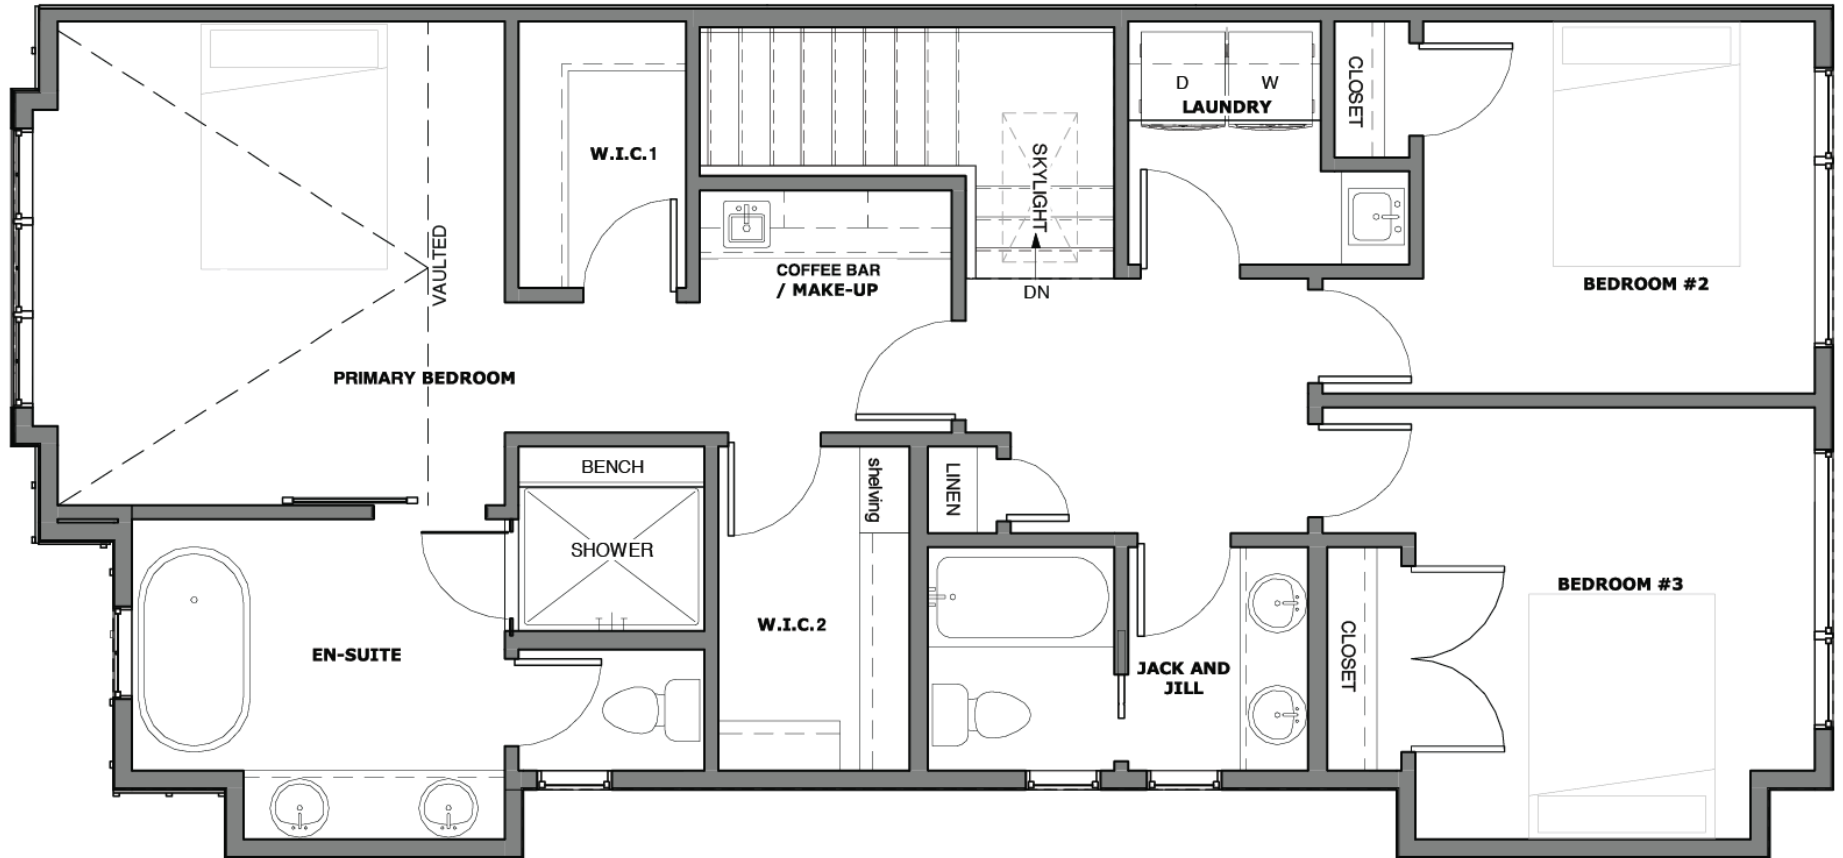 D
W
LAUNDRY
CLOSET
W.I.C.1
SKYLIGHT
VAULTED
COFFEE BAR
/ MAKE-UP
DN
BEDROOM #2
PRIMARY BEDROOM
BENCH
shelving
LINEN
SHOWER
BEDROOM #3
W.I.C.2
EN-SUITE
JACK AND
JILL
CLOSET